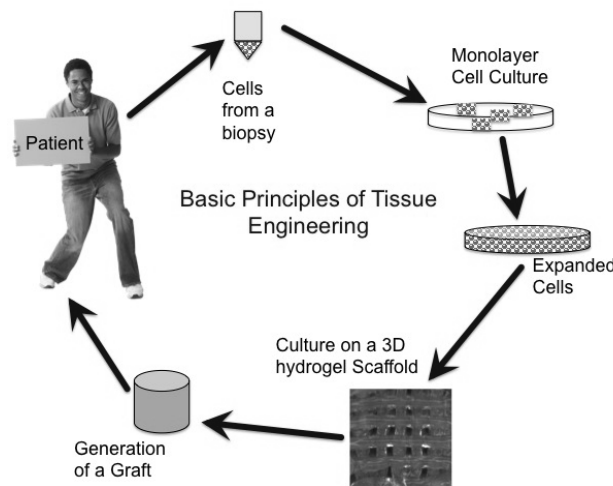 Patient
Cells
from a
biopsy
Monolayer
Cell Culture
Basic Principles of Tissue
Engineering
Expanded
Cells
Culture on a 3D
hydrogel Scaffold
Generation
of a Graft